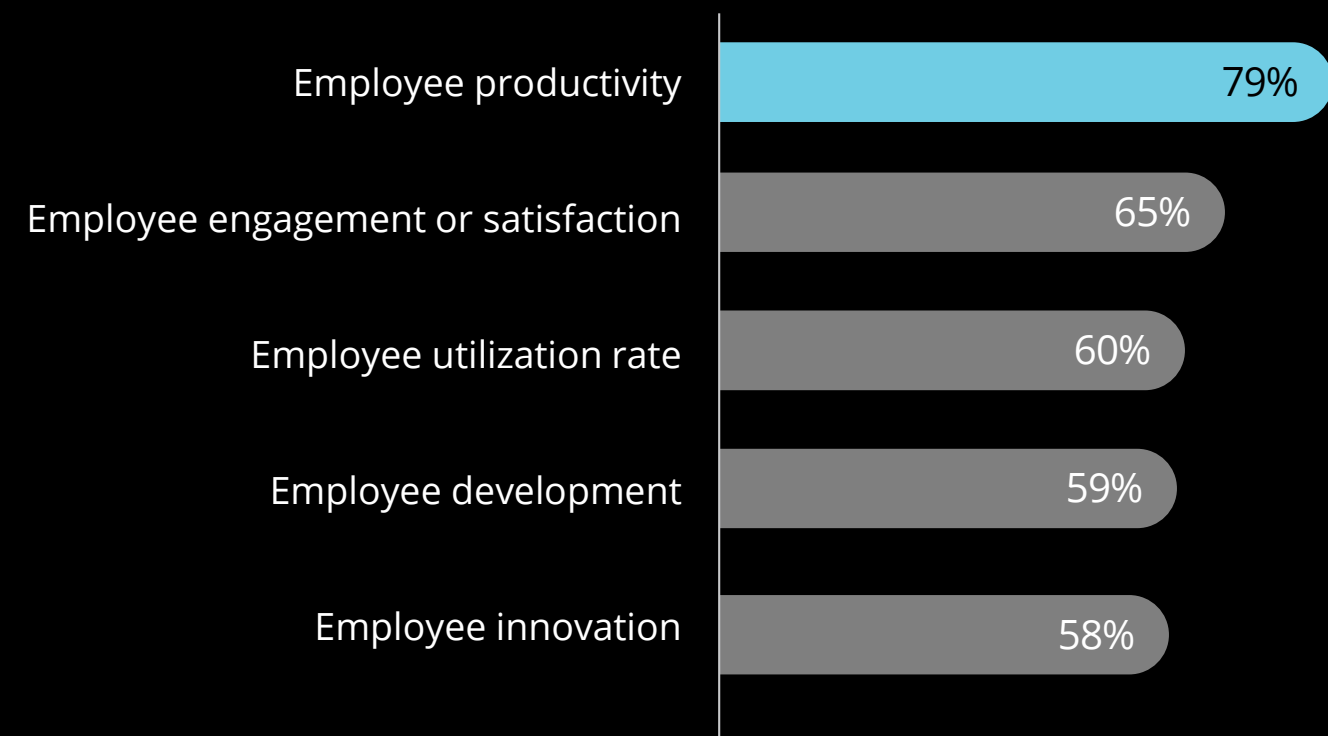 Employee productivity 79%
Employee engagement or satisfaction 65%
Employee utilization rate 60%
Employee development 59%
Employee innovation 58%